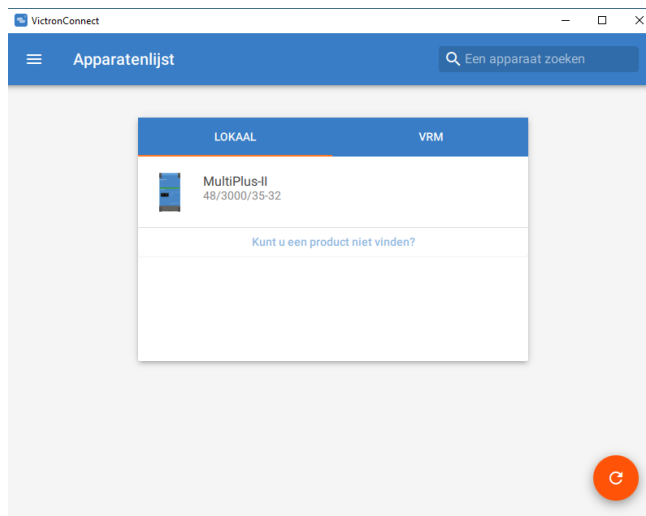 VictronConnect
Apparatenlijst
Een apparaat zoeken
LOKAAL
VRM
MultiPlus-II
48/3000/35-32
Kunt u een product niet vinden?